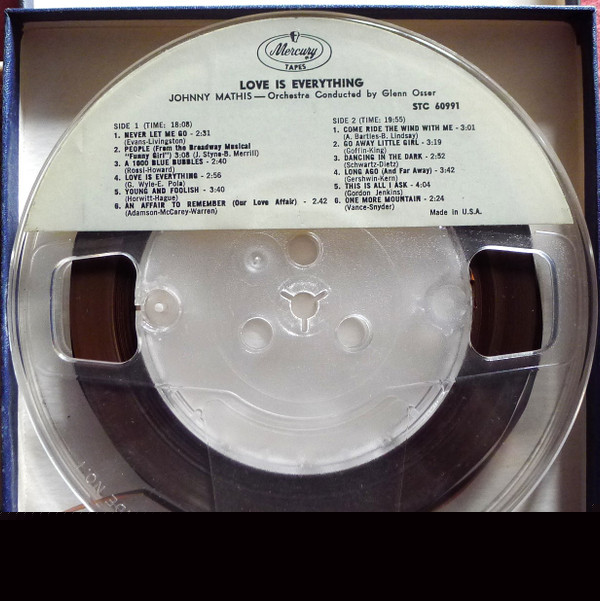 Mercury
TAPES
LOVE IS EVERYTHING
JOHNNY MATHIS — Orchestra Conducted by Glenn Osser
STC 60991
SIDE 1 (TIME: 18:08)
1. NEVER LET ME GO - 2:31
(Evans-Livingston)
2. PEOPLE (From the Broadway Musical
"Funny Girl") 3:08 (J. Styne-B. Merrill)
3. A 1000 BLUE BUBBLES - 2:40
(Rossi-Howard)
4. LOVE IS EVERYTHING - 2:56
(G. Wyle-E. Pola)
5. YOUNG AND FOOLISH - 3:40
(Horwitt-Hague)
6. AN AFFAIR TO REMEMBER (Our Love Affair) - 2.42
(Adamson-McCarey-Warren)
SIDE 2 (TIME: 19:55)
1. COME RIDE THE WIND WITH ME - 3:01
(A. Bartles-B. Lindsay)
2. GO AWAY LITTLE GIRL - 3:19
(Goffin-King)
3. DANCING IN THE DARK - 2:52
(Schwartz-Dietz)
4. LONG AGO (And Far Away) - 3:42
(Gershwin-Kern)
5. THIS IS ALL I ASK - 4:04
(Gordon Jenkins)
6. ONE MORE MOUNTAIN - 2:24
(Vance-Snyder)
Made in U.S.A.